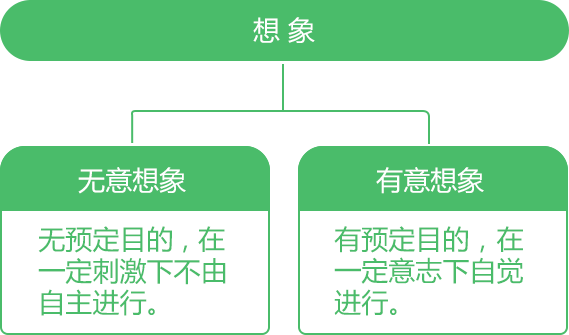 想 象
无意想象
无预定目的，在
一定刺激下不由
自主进行。
有意想象
有预定目的，在
一定意志下自觉
进行。